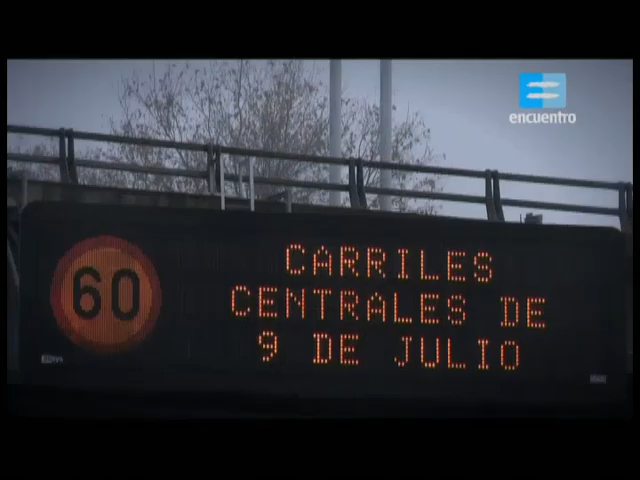 encuentro
60
CARRILES
CENTRALES DE
9 DE JULIO